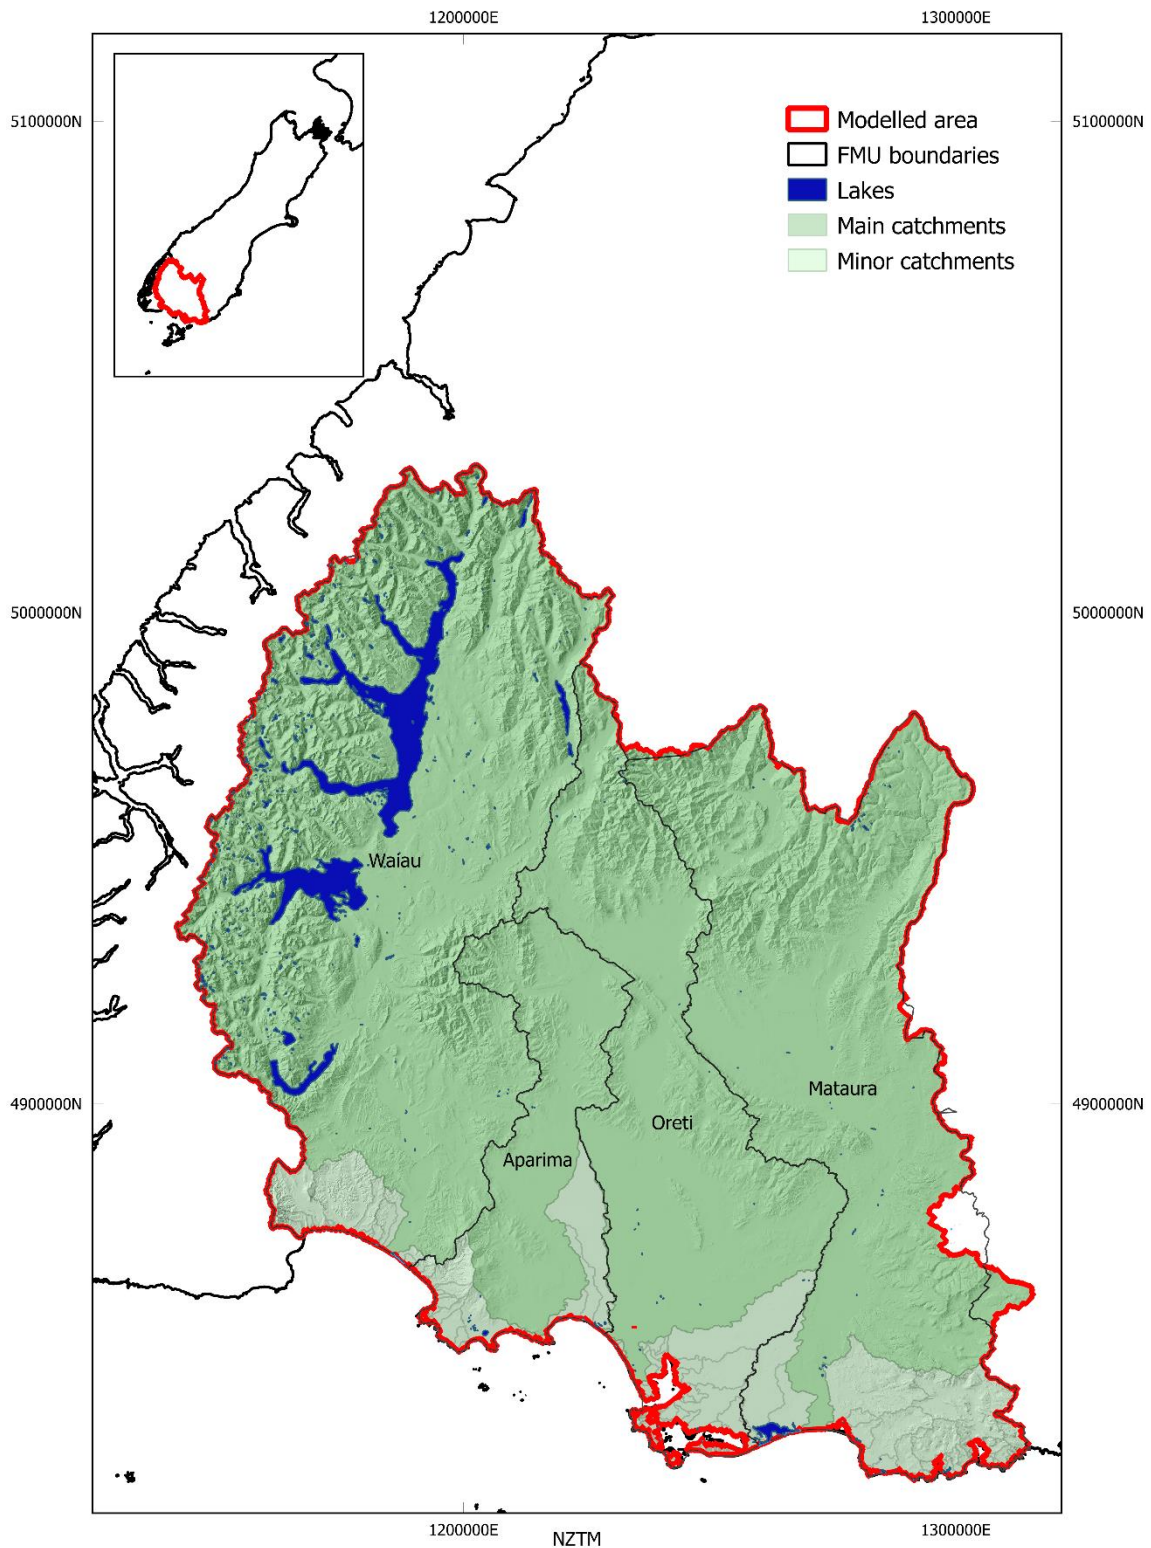 1200000E 1300000E
5100000N 5100000N
Modelled area
FMU boundaries
Lakes
Main catchments
Minor catchments
5000000N 5000000N
Waiau
Mataura
4900000N 4900000N
Oreti
Aparima
1200000E 1300000E
NZTM